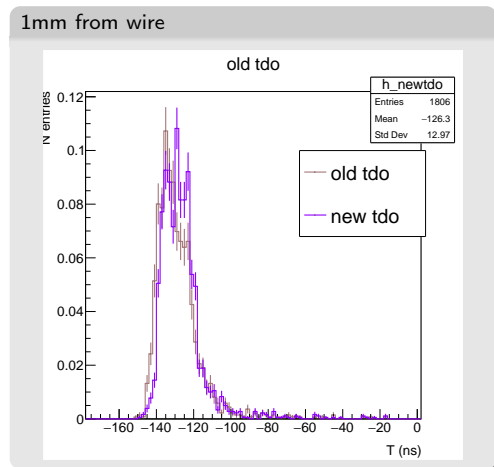 1mm from wire
old tdo
h_newtdo
Entries 1806
Mean −126.3
Std Dev 12.97
N entries
0.12
0.1
0.08
0.06
0.04
0.02
0
old tdo
new tdo
−160 −140 −120 −100 −80 −60 −40 −20 0
T (ns)